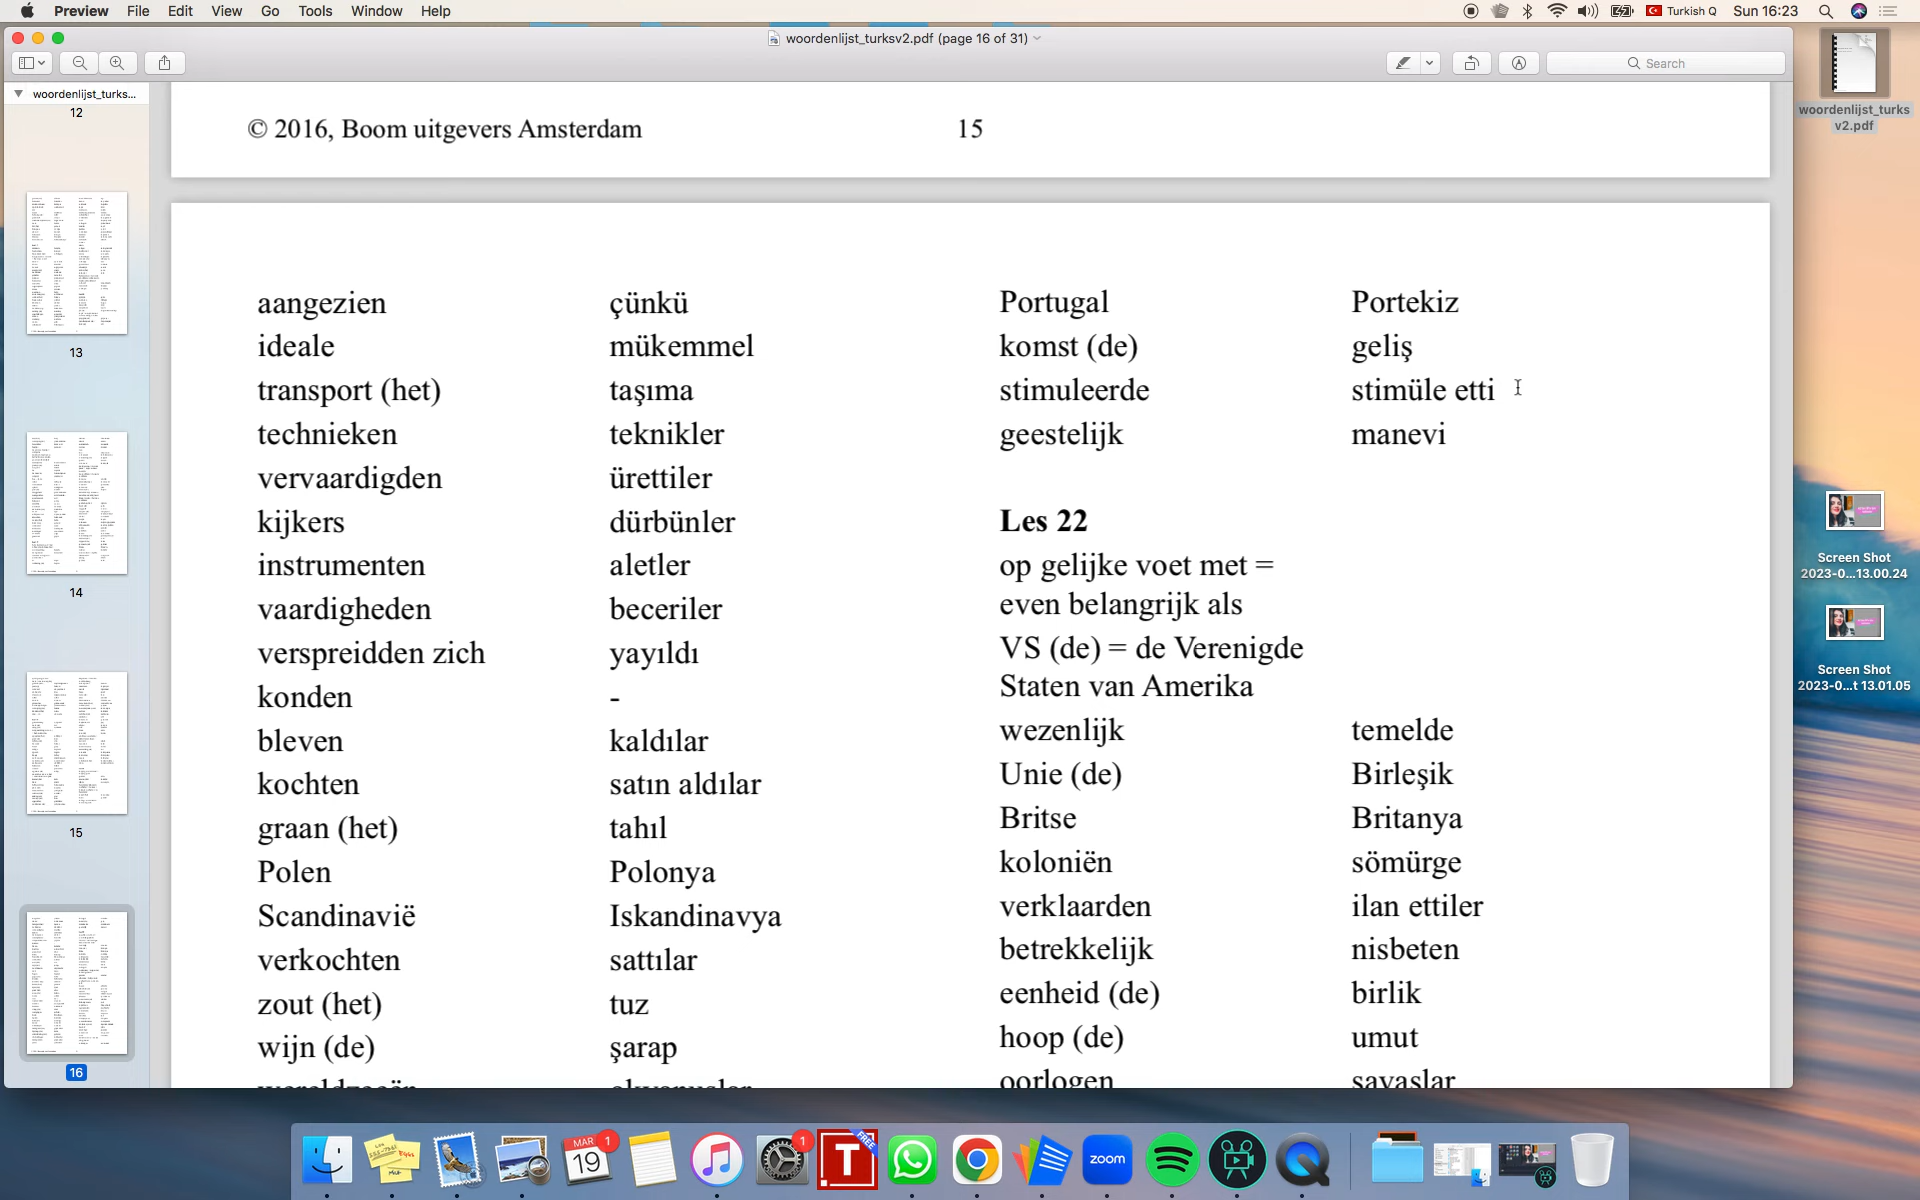 Preview File Edit View Go Tools Window Help
Turkish Q Sun 16:23
woordenlijst_turksv2.pdf (page 16 of 31)
Search
woordenlijst_turks...
12
13
14
15
16
© 2016, Boom uitgevers Amsterdam 15
aangezien çünkü
ideale mükemmel
transport (het) taşıma
technieken teknikler
vervaardigden ürettiler
kijkers dürbünler
instrumenten aletler
vaardigheden beceriler
verspreidden zich yayıldı
konden -
bleven kaldılar
kochten satın aldılar
graan (het) tahıl
Polen Polonya
Scandinavië Iskandinavya
verkochten sattılar
zout (het) tuz
wijn (de) şarap
Portugal Portekiz
komst (de) geliş
stimuleerde stimüle etti
geestelijk manevi
Les 22
op gelijke voet met =
even belangrijk als
VS (de) = de Verenigde
Staten van Amerika
wezenlijk temelde
Unie (de) Birleşik
Britse Britanya
koloniën sömürge
verklaarden ilan ettiler
betrekkelijk nisbeten
eenheid (de) birlik
hoop (de) umut
oorlogen savaşlar
woordenlijst_turks
v2.pdf
Screen Shot
2023-0...13.00.24
Screen Shot
2023-0...t 13.01.05
MAR 1
19
1
T FREE
zoom